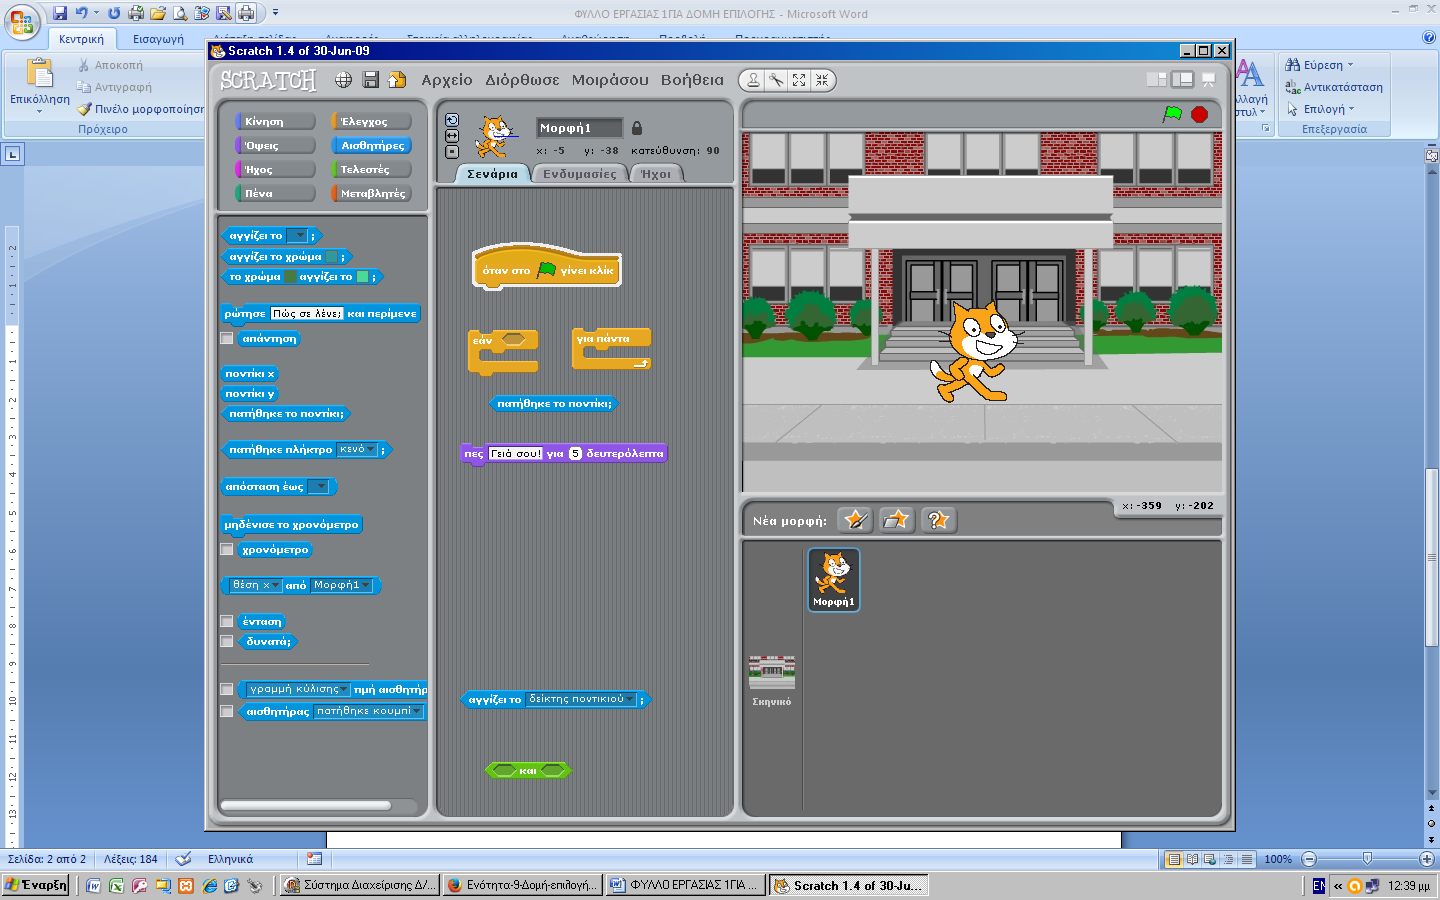 ΦΥΛΛΟ ΕΡΓΑΣΙΑΣ 1ΓΙΑ ΔΟΜΗ ΕΠΙΛΟΓΗΣ - Microsoft Word
Κεντρική Εισαγωγή
Επικόλληση
Αποκοπή
Αντιγραφή
Πινέλο μορφοποίησ
Πρόχειρο
Εύρεση
Αντικατάσταση
Επιλογή
Επεξεργασία
Scratch 1.4 of 30-Jun-09
SCRATCH Αρχείο Διόρθωσε Μοιράσου Βοήθεια
Κίνηση Έλεγχος
Όψεις Αισθητήρες
Ήχος Τελεστές
Πένα Μεταβλητές
αγγίζει το ;
αγγίζει το χρώμα ;
το χρώμα αγγίζει το ;
ρώτησε Πώς σε λένε; και περίμενε
απάντηση
ποντίκι x
ποντίκι y
πατήθηκε το ποντίκι;
πατήθηκε πλήκτρο κενό ;
απόσταση έως
μηδένισε το χρονόμετρο
χρονόμετρο
θέση x από Μορφή1
ένταση
δυνατά;
γραμμή κύλισης τιμή αισθητήρ
αισθητήρας πατήθηκε κουμπί
Μορφή1
x: -5 y: -38 κατεύθυνση: 90
Σενάρια Ενδυμασίες Ήχοι
όταν στο γίνει κλίκ
εάν
για πάντα
πατήθηκε το ποντίκι;
πες Γειά σου! για 5 δευτερόλεπτα
αγγίζει το δείκτης ποντικιού ;
και
x: -359 y: -202
Νέα μορφή:
Μορφή1
Σκηνικό
Σελίδα: 2 από 2 Λέξεις: 184 Ελληνικά 100%
Έναρξη Σύστημα Διαχείρισης Δ/... Ενότητα-9-Δομή-επιλογή... ΦΥΛΛΟ ΕΡΓΑΣΙΑΣ 1ΓΙΑ ... Scratch 1.4 of 30-Ju... EN 12:39 μμ